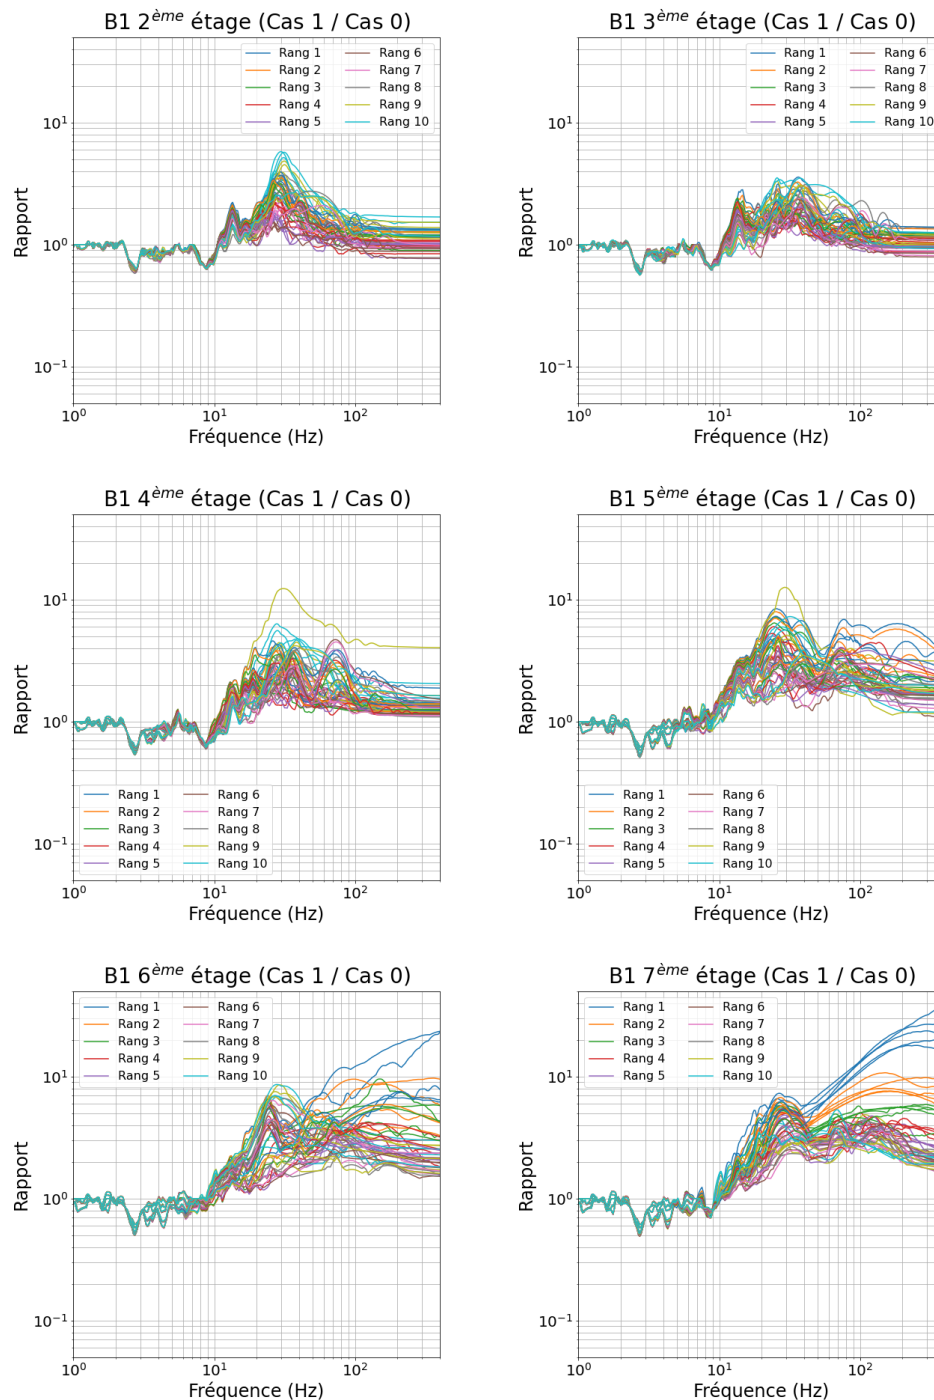 B1 2ème étage (Cas 1 / Cas 0)
Rapport
10¹
10⁰
10⁻¹
Rang 1 Rang 6
Rang 2 Rang 7
Rang 3 Rang 8
Rang 4 Rang 9
Rang 5 Rang 10
10⁰ 10¹ 10²
Fréquence (Hz)
B1 3ème étage (Cas 1 / Cas 0)
Rapport
10¹
10⁰
10⁻¹
Rang 1 Rang 6
Rang 2 Rang 7
Rang 3 Rang 8
Rang 4 Rang 9
Rang 5 Rang 10
10⁰ 10¹ 10²
Fréquence (Hz)
B1 4ème étage (Cas 1 / Cas 0)
Rapport
10¹
10⁰
10⁻¹
Rang 1 Rang 6
Rang 2 Rang 7
Rang 3 Rang 8
Rang 4 Rang 9
Rang 5 Rang 10
10⁰ 10¹ 10²
Fréquence (Hz)
B1 5ème étage (Cas 1 / Cas 0)
Rapport
10¹
10⁰
10⁻¹
Rang 1 Rang 6
Rang 2 Rang 7
Rang 3 Rang 8
Rang 4 Rang 9
Rang 5 Rang 10
10⁰ 10¹ 10²
Fréquence (Hz)
B1 6ème étage (Cas 1 / Cas 0)
Rapport
10¹
10⁰
10⁻¹
Rang 1 Rang 6
Rang 2 Rang 7
Rang 3 Rang 8
Rang 4 Rang 9
Rang 5 Rang 10
10⁰ 10¹ 10²
Fréquence (Hz)
B1 7ème étage (Cas 1 / Cas 0)
Rapport
10¹
10⁰
10⁻¹
Rang 1 Rang 6
Rang 2 Rang 7
Rang 3 Rang 8
Rang 4 Rang 9
Rang 5 Rang 10
10⁰ 10¹ 10²
Fréquence (Hz)